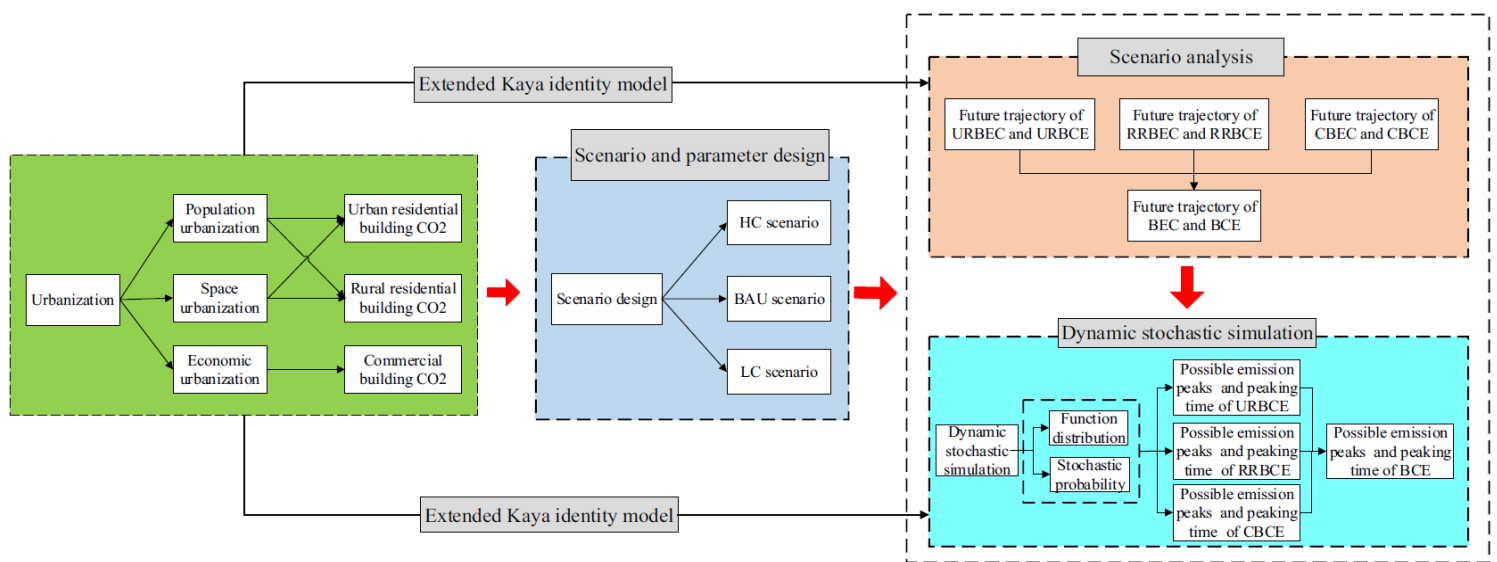 Extended Kaya identity model
Urbanization
Population
urbanization
Space
urbanization
Economic
urbanization
Urban residential
building CO2
Rural residential
building CO2
Commercial
building CO2
Scenario and parameter design
Scenario design
HC scenario
BAU scenario
LC scenario
Scenario analysis
Future trajectory of
URBEC and URBCE
Future trajectory of
RRBEC and RRBCE
Future trajectory of
CBEC and CBCE
Future trajectory of
BEC and BCE
Dynamic stochastic simulation
Dynamic
stochastic
simulation
Function
distribution
Stochastic
probability
Possible emission
peaks and peaking
time of URBCE
Possible emission
peaks and peaking
time of RRBCE
Possible emission
peaks and peaking
time of CBCE
Possible emission
peaks and peaking
time of BCE
Extended Kaya identity model